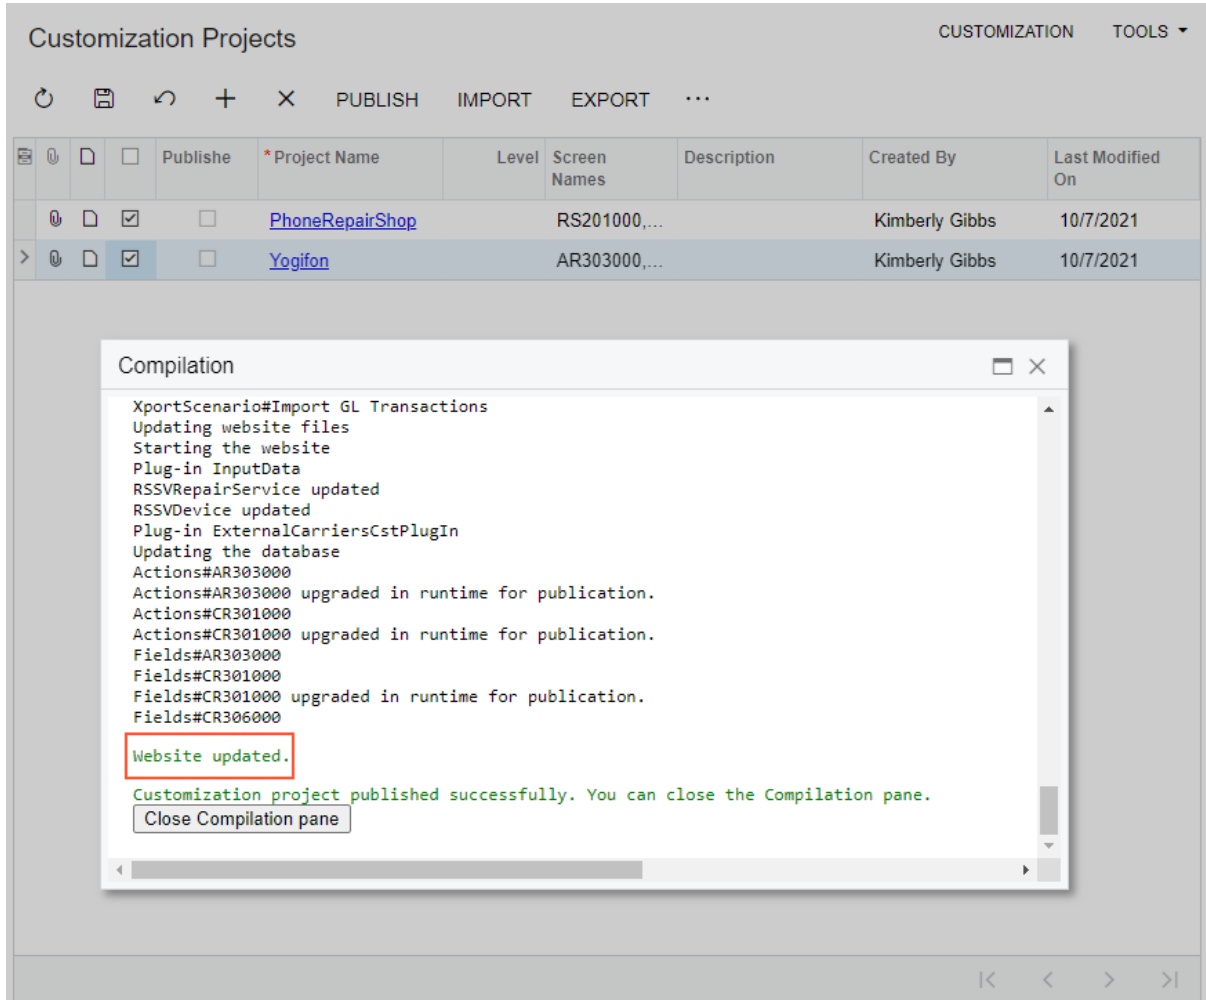 Customization Projects
CUSTOMIZATION TOOLS
PUBLISH IMPORT EXPORT ...
Publishe * Project Name Level Screen Names Description Created By Last Modified On
PhoneRepairShop RS201000,... Kimberly Gibbs 10/7/2021
Yogifon AR303000,... Kimberly Gibbs 10/7/2021
Compilation
XportScenario#Import GL Transactions
Updating website files
Starting the website
Plug-in InputData
RSSVRepairService updated
RSSVDevice updated
Plug-in ExternalCarriersCstPlugIn
Updating the database
Actions#AR303000
Actions#AR303000 upgraded in runtime for publication.
Actions#CR301000
Actions#CR301000 upgraded in runtime for publication.
Fields#AR303000
Fields#CR301000
Fields#CR301000 upgraded in runtime for publication.
Fields#CR306000
Website updated.
Customization project published successfully. You can close the Compilation pane.
Close Compilation pane